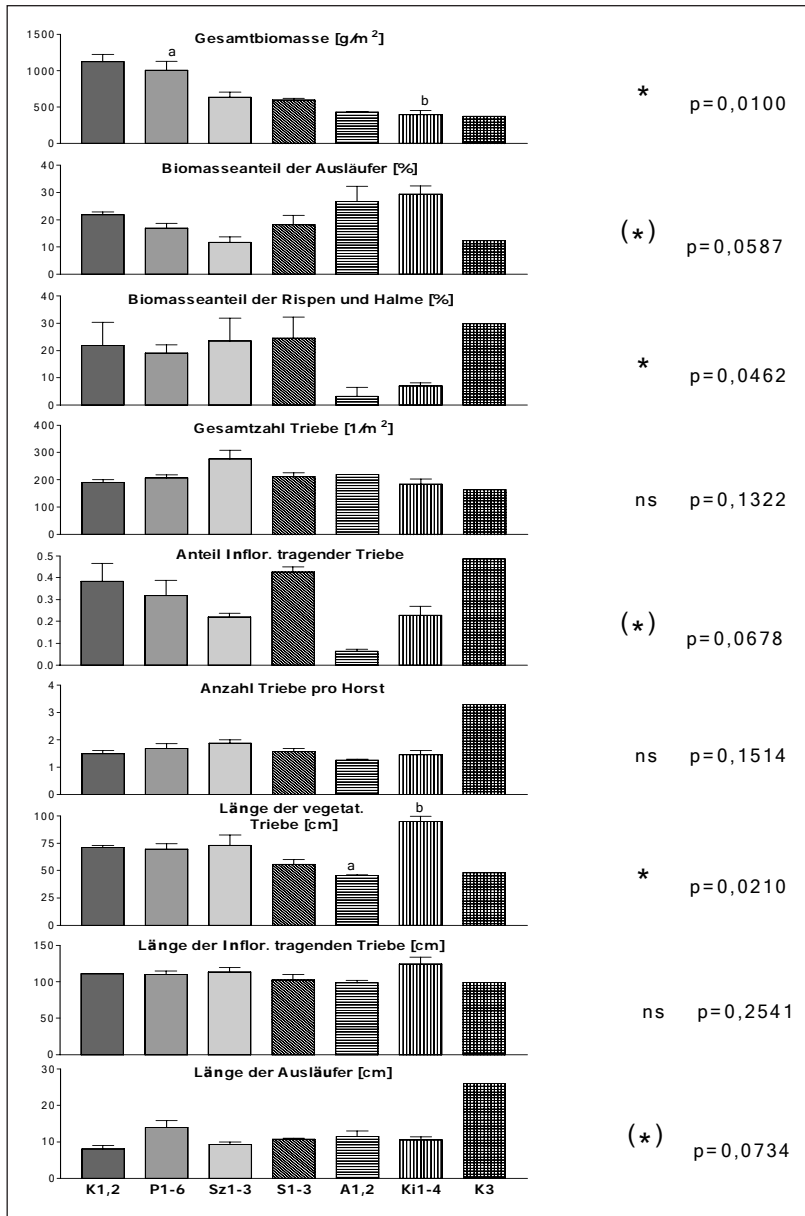 Gesamtbiomasse [g/m²]
1500
1000
500
0
a
b
* p=0,0100
Biomasseanteil der Ausläufer [%]
40
30
20
10
0
(*) p=0,0587
Biomasseanteil der Rispen und Halme [%]
40
30
20
10
0
* p=0,0462
Gesamtzahl Triebe [1/m²]
400
300
200
100
0
ns p=0,1322
Anteil Inflor. tragender Triebe
0.5
0.4
0.3
0.2
0.1
0.0
(*) p=0,0678
Anzahl Triebe pro Horst
4
3
2
1
0
ns p=0,1514
Länge der vegetat.
Triebe [cm]
100
75
50
25
0
a
b
* p=0,0210
Länge der Inflor. tragenden Triebe [cm]
150
100
50
0
ns p=0,2541
Länge der Ausläufer [cm]
30
20
10
0
(*) p=0,0734
K1,2 P1-6 Sz1-3 S1-3 A1,2 Ki1-4 K3